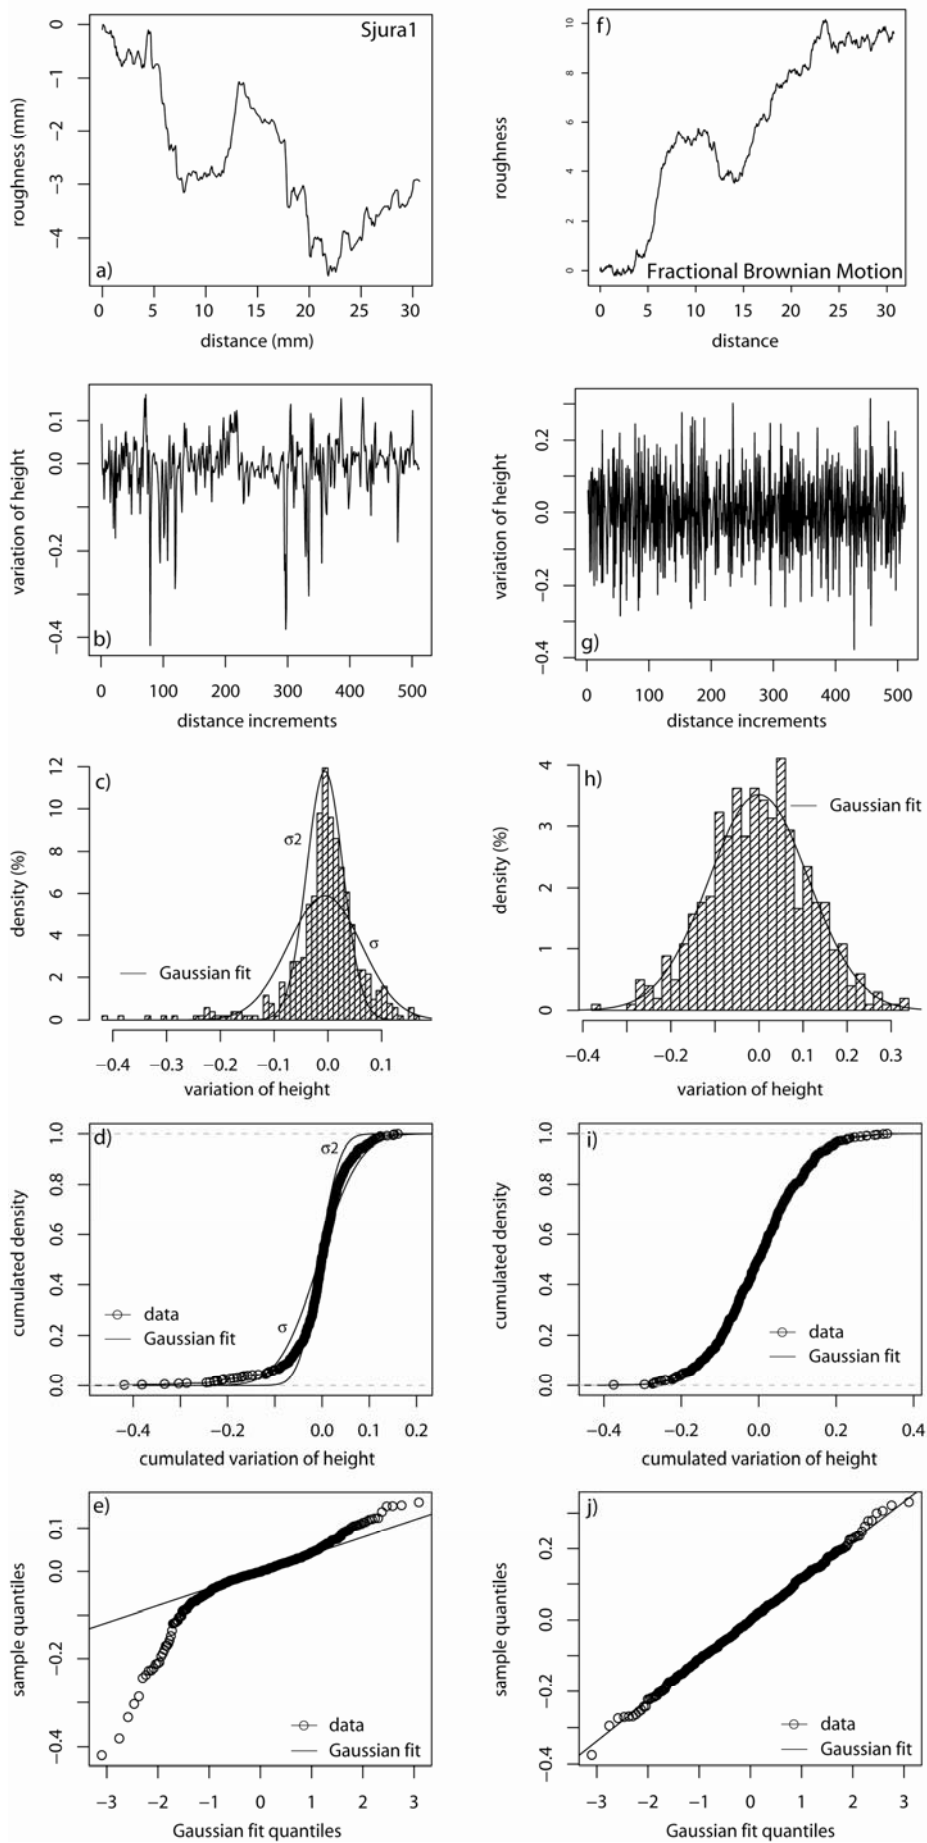 Sjura1
roughness (mm)
0
−1
−2
−3
−4
a)
0 5 10 15 20 25 30
distance (mm)
f)
roughness
10
8
6
4
2
0
Fractional Brownian Motion
0 5 10 15 20 25 30
distance
variation of height
0.1
0.0
−0.2
−0.4
b)
0 100 200 300 400 500
distance increments
variation of height
0.2
0.0
−0.2
−0.4
g)
0 100 200 300 400 500
distance increments
c)
density (%)
12
10
8
6
4
2
0
σ2
σ
Gaussian fit
−0.4 −0.3 −0.2 −0.1 0.0 0.1
variation of height
h)
density (%)
4
3
2
1
0
Gaussian fit
−0.4 −0.2 0.0 0.1 0.2 0.3
variation of height
d)
cumulated density
1.0
0.8
0.6
0.4
0.2
0.0
σ2
σ
data
Gaussian fit
−0.4 −0.2 0.0 0.1 0.2
cumulated variation of height
i)
cumulated density
1.0
0.8
0.6
0.4
0.2
0.0
data
Gaussian fit
−0.4 −0.2 0.0 0.2 0.4
cumulated variation of height
e)
sample quantiles
0.1
0.0
−0.2
−0.4
data
Gaussian fit
−3 −2 −1 0 1 2 3
Gaussian fit quantiles
j)
sample quantiles
0.2
0.0
−0.2
−0.4
data
Gaussian fit
−3 −2 −1 0 1 2 3
Gaussian fit quantiles